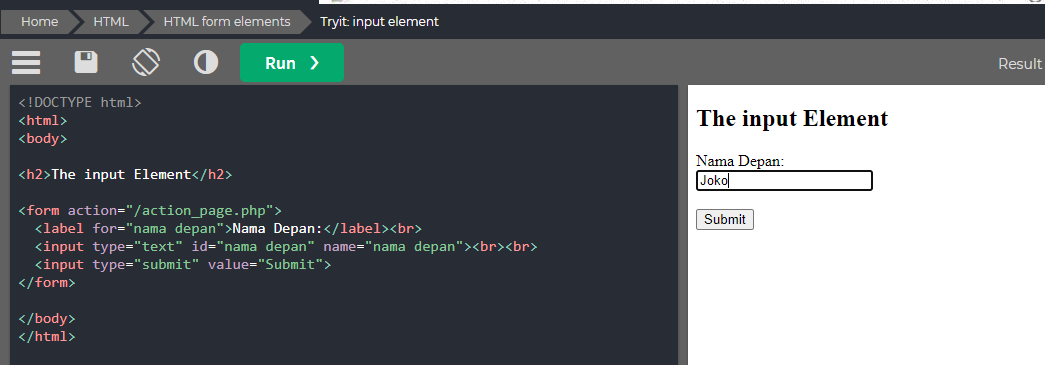 Home HTML HTML form elements Tryit: input element
Run ❯
Result
<!DOCTYPE html>
<html>
<body>
<h2>The input Element</h2>
<form action="/action_page.php">
<label for="nama depan">Nama Depan:</label><br>
<input type="text" id="nama depan" name="nama depan"><br><br>
<input type="submit" value="Submit">
</form>
</body>
</html>
The input Element
Nama Depan:
Joko
Submit